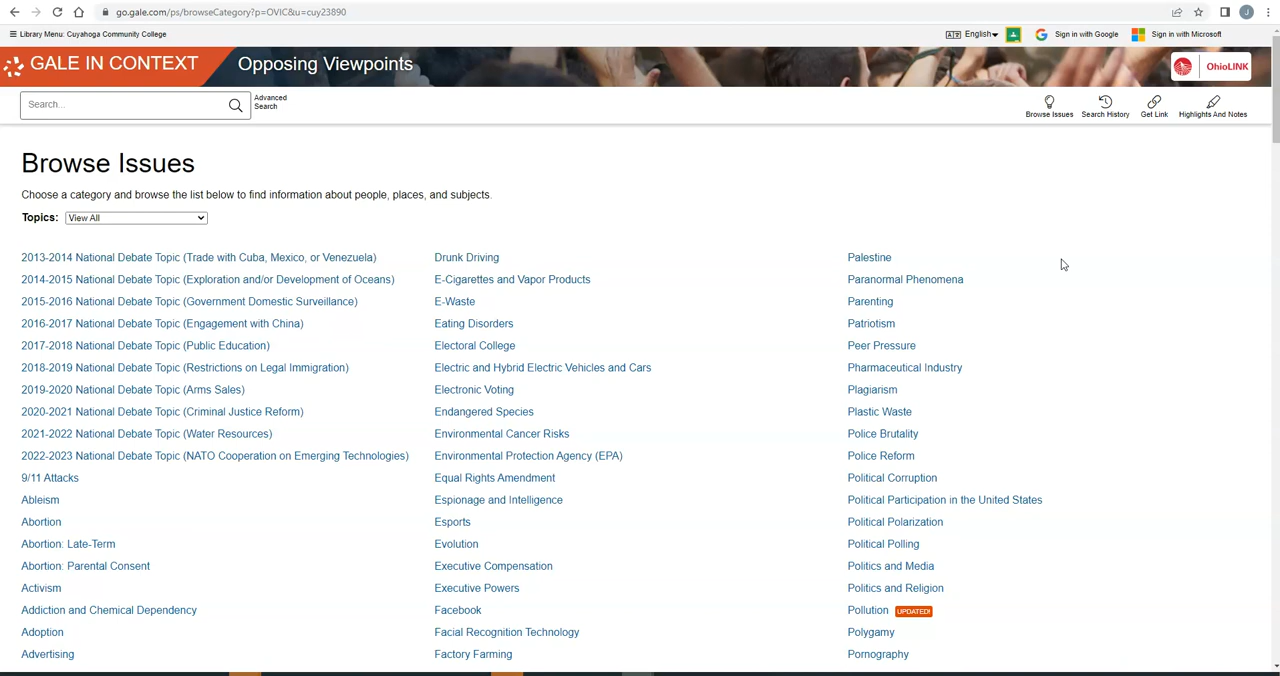 go.gale.com/ps/browseCategory?p=OVIC&u=cuy23890
J
Library Menu: Cuyahoga Community College
English
Sign in with Google
Sign in with Microsoft
GALE IN CONTEXT
Opposing Viewpoints
OhioLINK
Search...
Advanced Search
Browse Issues
Search History
Get Link
Highlights And Notes
Browse Issues
Choose a category and browse the list below to find information about people, places, and subjects.
Topics: View All
2013-2014 National Debate Topic (Trade with Cuba, Mexico, or Venezuela)
2014-2015 National Debate Topic (Exploration and/or Development of Oceans)
2015-2016 National Debate Topic (Government Domestic Surveillance)
2016-2017 National Debate Topic (Engagement with China)
2017-2018 National Debate Topic (Public Education)
2018-2019 National Debate Topic (Restrictions on Legal Immigration)
2019-2020 National Debate Topic (Arms Sales)
2020-2021 National Debate Topic (Criminal Justice Reform)
2021-2022 National Debate Topic (Water Resources)
2022-2023 National Debate Topic (NATO Cooperation on Emerging Technologies)
9/11 Attacks
Ableism
Abortion
Abortion: Late-Term
Abortion: Parental Consent
Activism
Addiction and Chemical Dependency
Adoption
Advertising
Drunk Driving
E-Cigarettes and Vapor Products
E-Waste
Eating Disorders
Electoral College
Electric and Hybrid Electric Vehicles and Cars
Electronic Voting
Endangered Species
Environmental Cancer Risks
Environmental Protection Agency (EPA)
Equal Rights Amendment
Espionage and Intelligence
Esports
Evolution
Executive Compensation
Executive Powers
Facebook
Facial Recognition Technology
Factory Farming
Palestine
Paranormal Phenomena
Parenting
Patriotism
Peer Pressure
Pharmaceutical Industry
Plagiarism
Plastic Waste
Police Brutality
Police Reform
Political Corruption
Political Participation in the United States
Political Polarization
Political Polling
Politics and Media
Politics and Religion
Pollution UPDATED!
Polygamy
Pornography